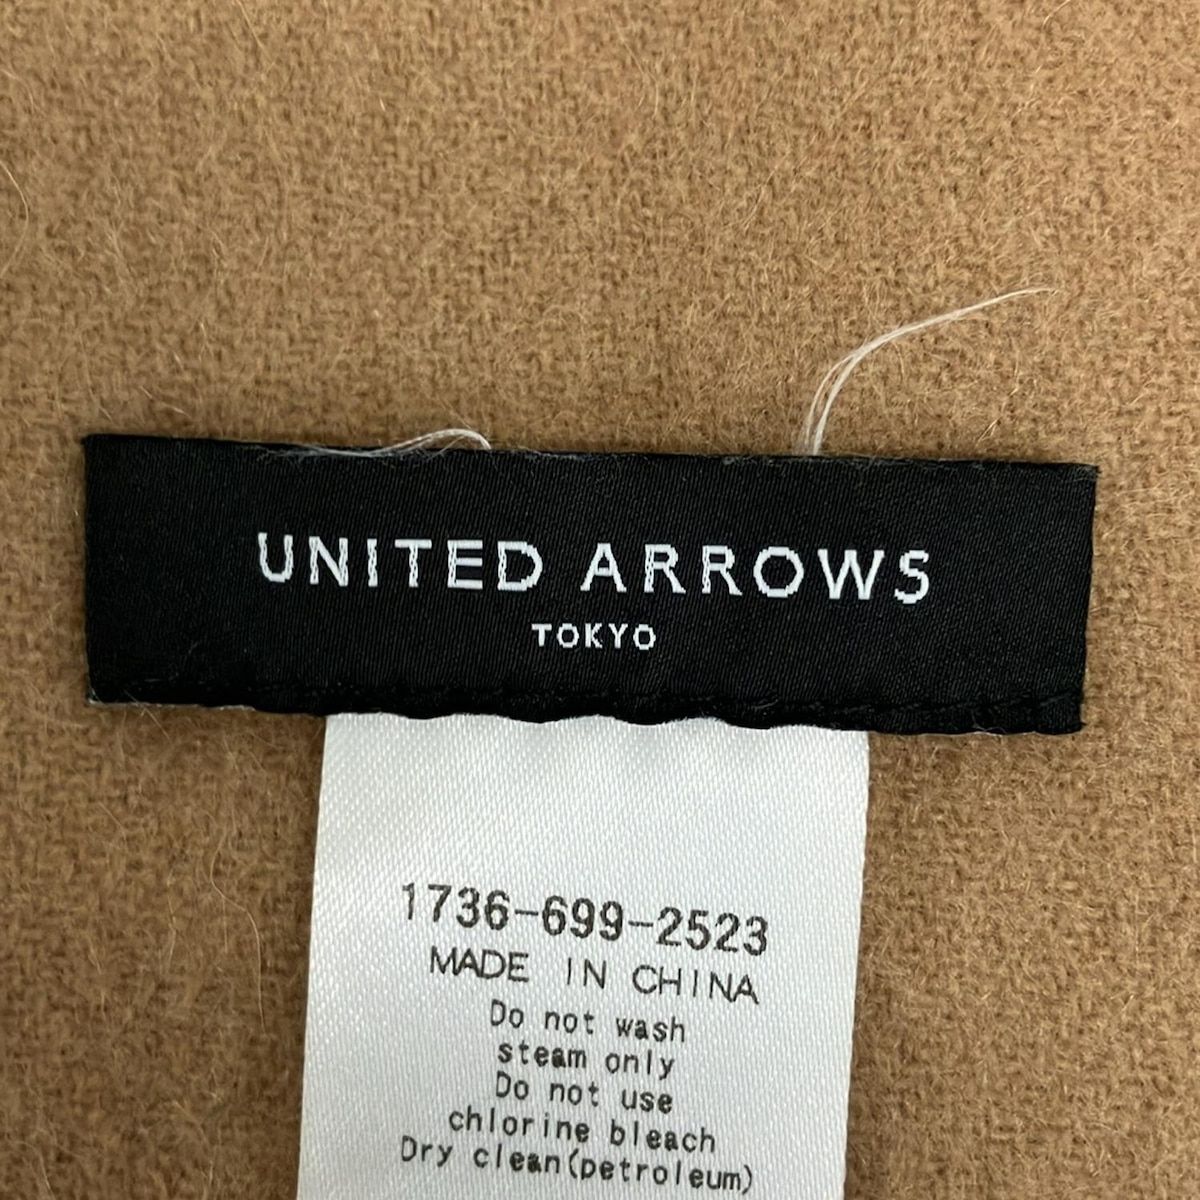 UNITED ARROWS
TOKYO
1736-699-2523
MADE IN CHINA
Do not wash
steam only
Do not use
chlorine bleach
Dry clean(petroleum)